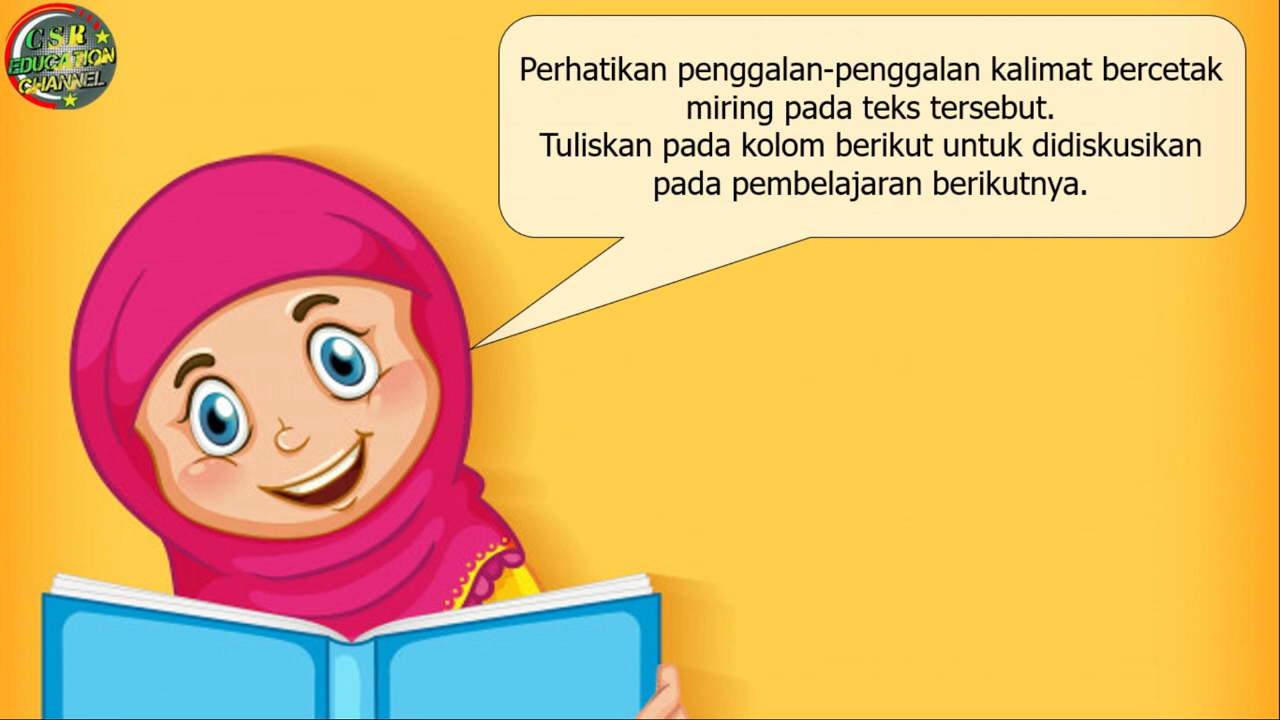 CSR
EDUCATION
CHANNEL
Perhatikan penggalan-penggalan kalimat bercetak
miring pada teks tersebut.
Tuliskan pada kolom berikut untuk didiskusikan
pada pembelajaran berikutnya.